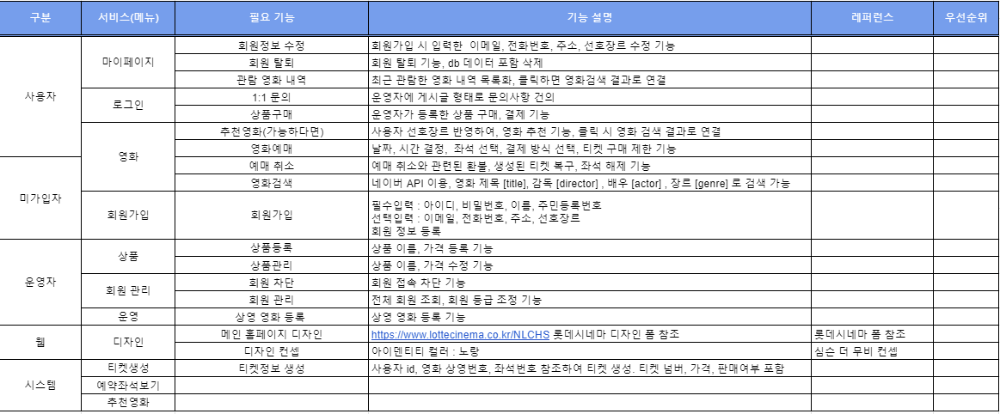 구분 서비스(메뉴) 필요 기능 기능 설명 레퍼런스 우선순위
사용자 마이페이지 회원정보 수정 회원가입 시 입력한 이메일, 전화번호, 주소, 선호장르 수정 기능
회원 탈퇴 회원 탈퇴 기능, db 데이터 포함 삭제
관람 영화 내역 최근 관람한 영화 내역 목록화, 클릭하면 영화검색 결과로 연결
로그인 1:1 문의 운영자에 게시글 형태로 문의사항 건의
상품구매 운영자가 등록한 상품 구매, 결제 기능
영화 추천영화(가능하다면) 사용자 선호장르 반영하여, 영화 추천 기능, 클릭 시 영화 검색 결과로 연결
영화예매 날짜, 시간 결정, 좌석 선택, 결제 방식 선택, 티켓 구매 제한 기능
미가입자 예매 취소 예매 취소와 관련된 환불, 생성된 티켓 복구, 좌석 해제 기능
영화검색 네이버 API 이용, 영화 제목 [title], 감독 [director] , 배우 [actor] , 장르 [genre] 로 검색 가능
회원가입 회원가입 필수입력 : 아이디, 비밀번호, 이름, 주민등록번호
선택입력 : 이메일, 전화번호, 주소, 선호장르
회원 정보 등록
운영자 상품 상품등록 상품 이름, 가격 등록 기능
상품관리 상품 이름, 가격 수정 기능
회원 관리 회원 차단 회원 접속 차단 기능
회원 관리 전체 회원 조회, 회원 등급 조정 기능
운영 상영 영화 등록 상영 영화 등록 기능
웹 디자인 메인 홈페이지 디자인 https://www.lottecinema.co.kr/NLCHS 롯데시네마 디자인 폼 참조 롯데시네마 폼 참조
디자인 컨셉 아이덴티티 컬러 : 노랑 심슨 더 무비 컨셉
시스템 티켓생성 티켓정보 생성 사용자 id, 영화 상영번호, 좌석번호 참조하여 티켓 생성. 티켓 넘버, 가격, 판매여부 포함
예약좌석보기
추천영화